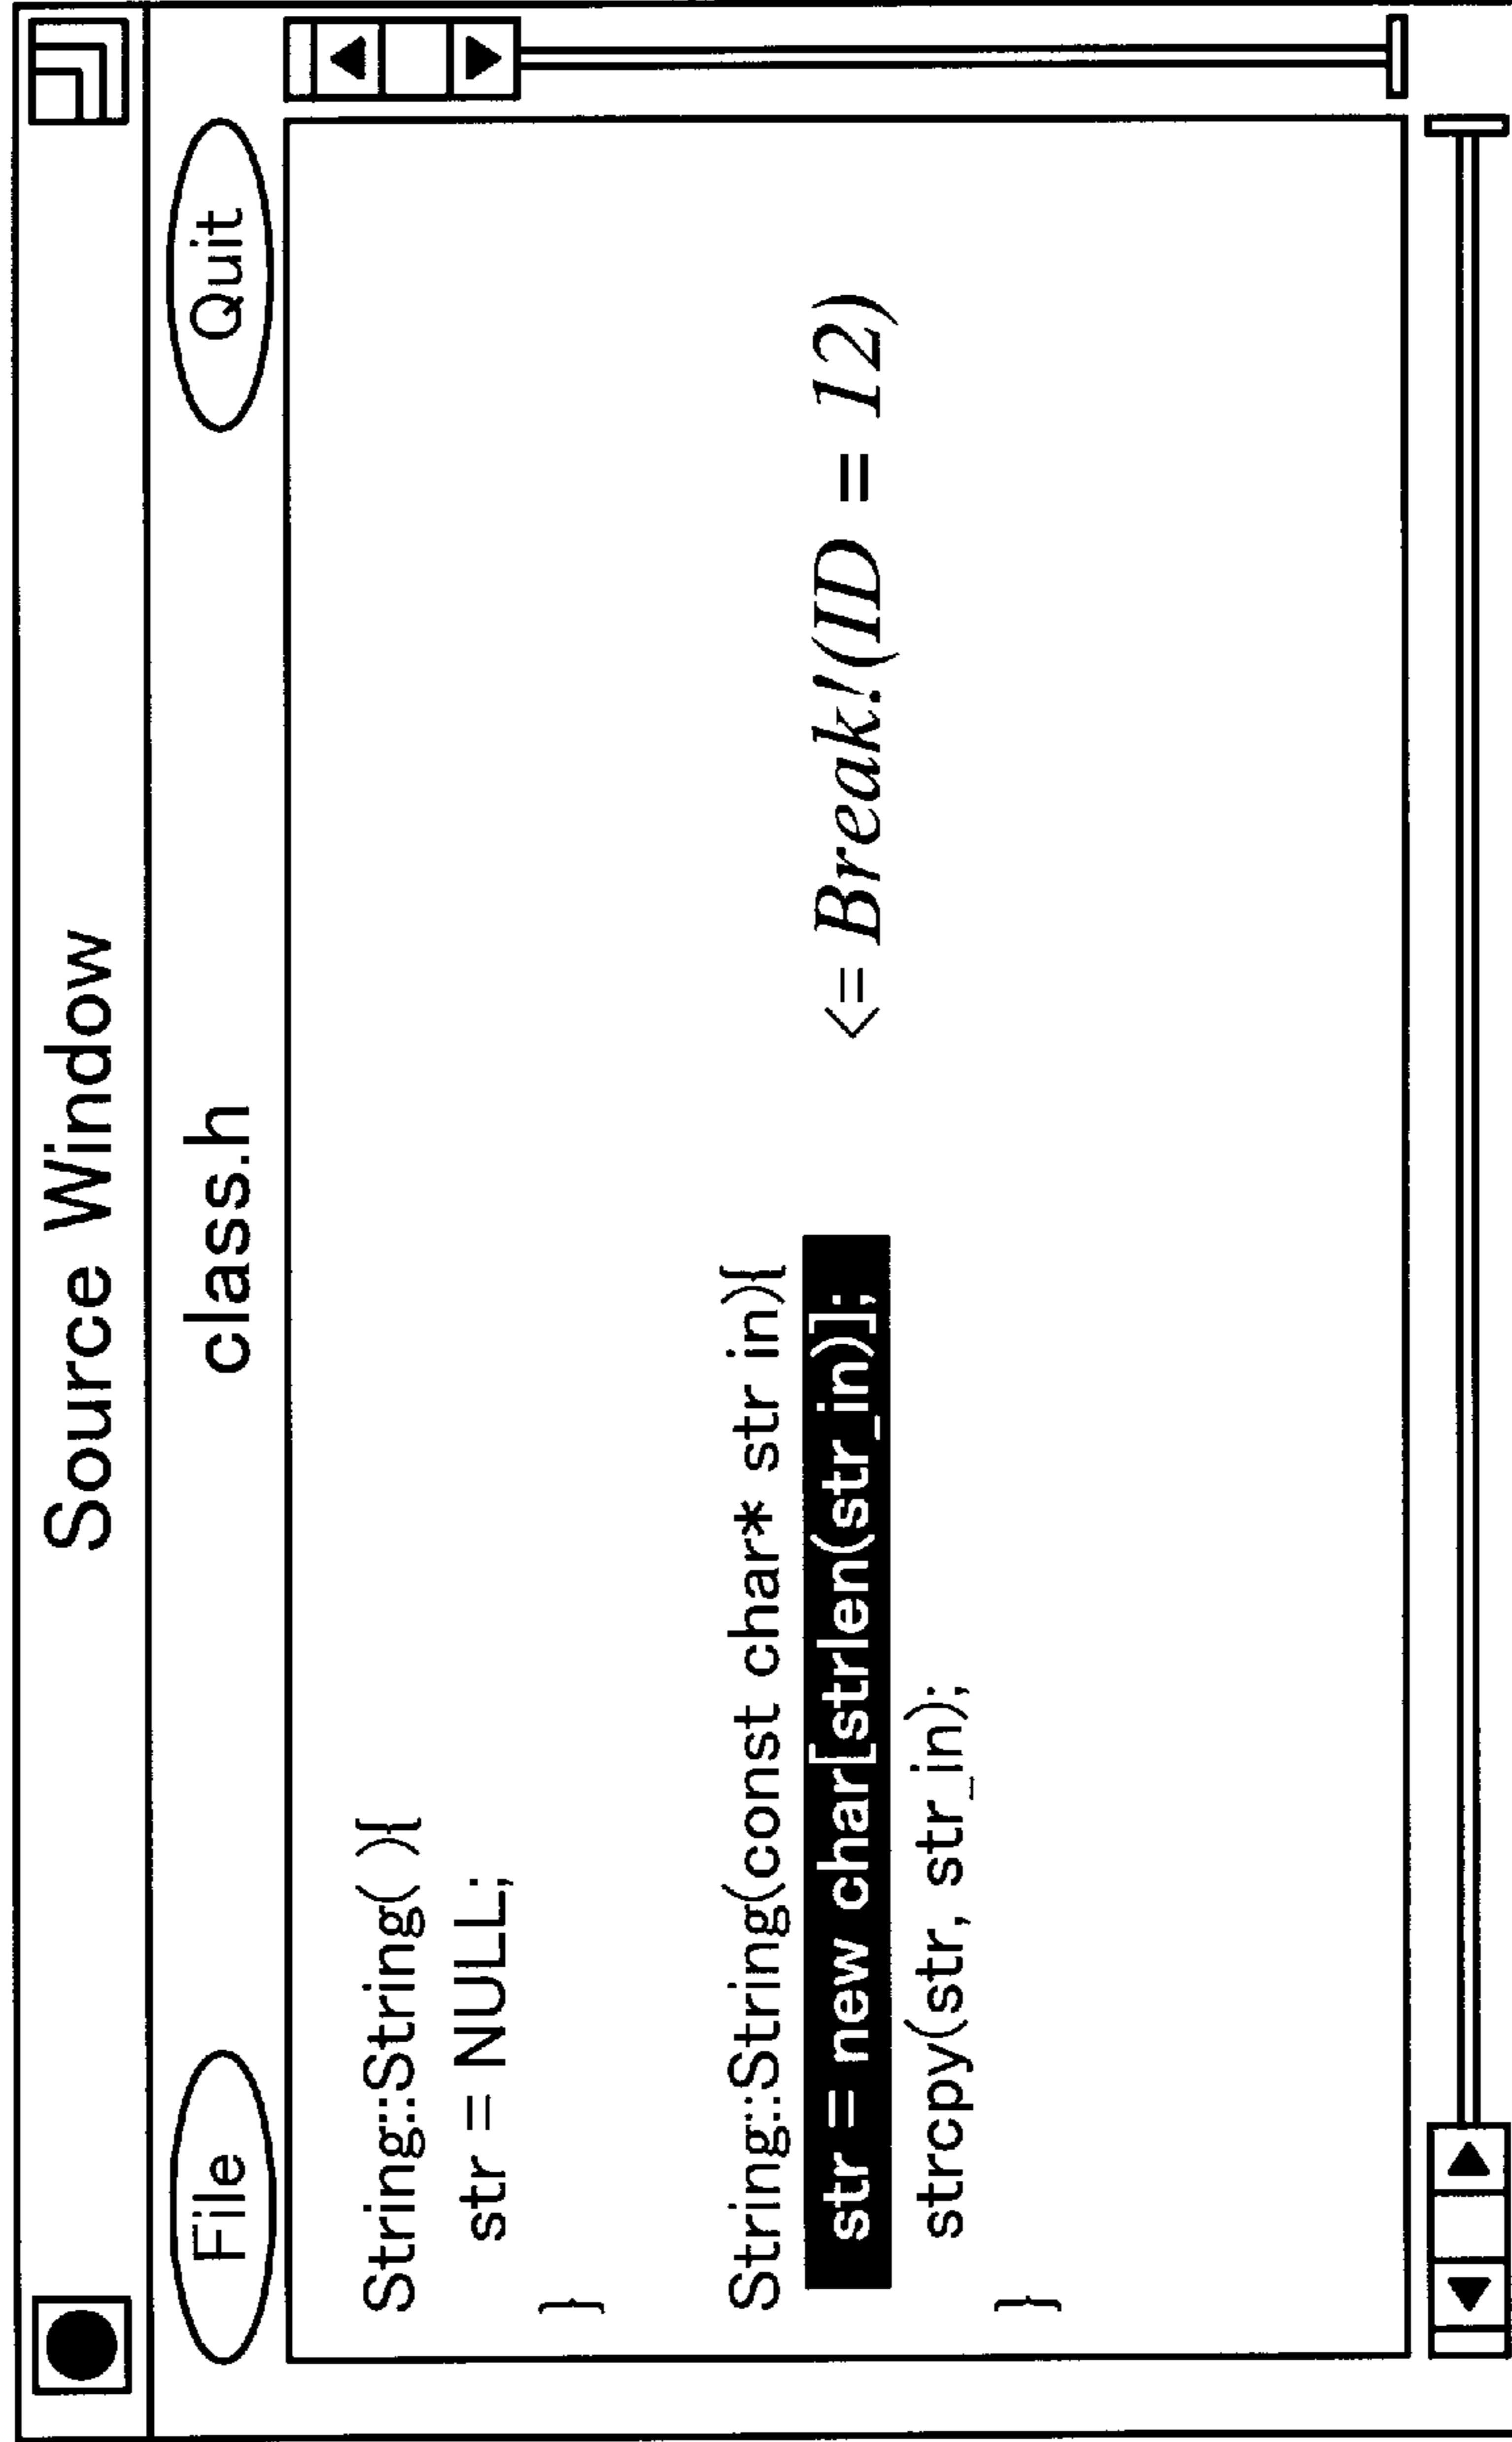 Source Window
File class.h Quit
String::String( ){
str = NULL;
}
String::String(const char* str in){
str = new char[strlen(str_in)]; <= Break!(ID = 12)
strcpy(str, str_in);
}